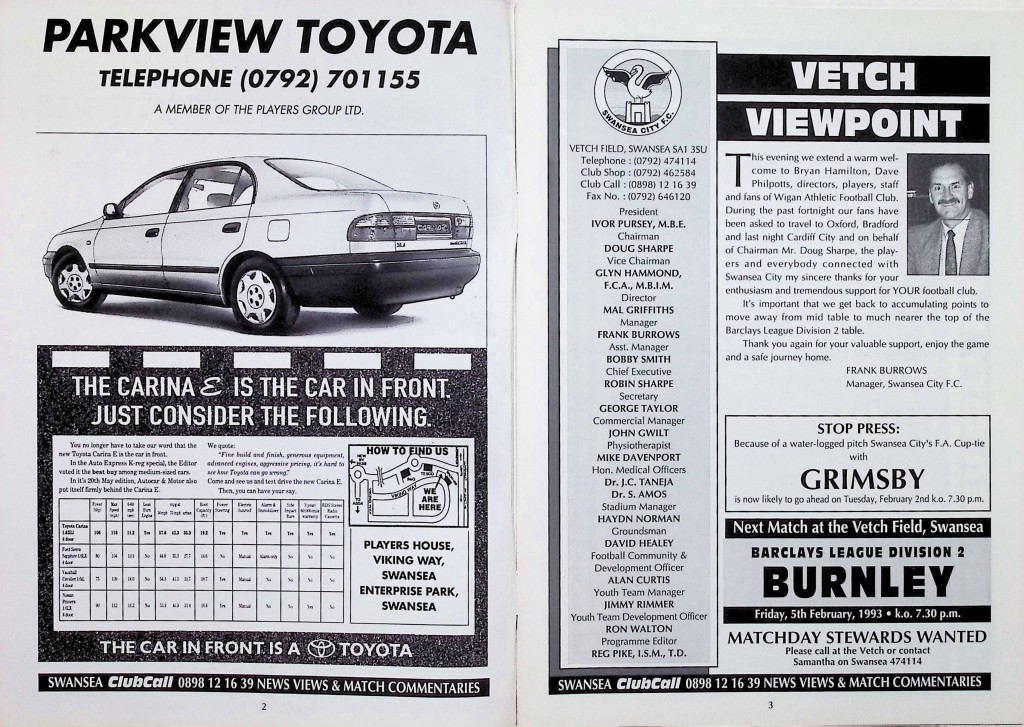 PARKVIEW TOYOTA
TELEPHONE (0792) 701155
A MEMBER OF THE PLAYERS GROUP LTD.
THE CARINA E IS THE CAR IN FRONT.
JUST CONSIDER THE FOLLOWING.
You no longer have to take our word that the
new Toyota Carina E is the car in front.
In the Auto Express K-reg special, the Editor
voted it the best buy among medium-sized cars.
In it's 20th May edition, Autocar & Motor also
put itself firmly behind the Carina E.
We quote:
"Fine build and finish, generous equipment,
advanced engines, aggressive pricing, it's hard to
see how Toyota can go wrong."
Come and see us and test drive the new Carina E.
Then, you can have your say.
HOW TO FIND US
VIKING WAY
WE
ARE
HERE
PLAYERS HOUSE,
VIKING WAY,
SWANSEA
ENTERPRISE PARK,
SWANSEA
THE CAR IN FRONT IS A TOYOTA
SWANSEA ClubCall 0898 12 16 39 NEWS VIEWS & MATCH COMMENTARIES
2
SWANSEA CITY F.C.
VETCH FIELD, SWANSEA SA1 3SU
Telephone : (0792) 474114
Club Shop : (0792) 462584
Club Call : (0898) 12 16 39
Fax No. : (0792) 646120
President
IVOR PURSEY, M.B.E.
Chairman
DOUG SHARPE
Vice Chairman
GLYN HAMMOND,
F.C.A., M.B.I.M.
Director
MAL GRIFFITHS
Manager
FRANK BURROWS
Asst. Manager
BOBBY SMITH
Chief Executive
ROBIN SHARPE
Secretary
GEORGE TAYLOR
Commercial Manager
JOHN GWILT
Physiotherapist
MIKE DAVENPORT
Hon. Medical Officers
Dr. J.C. TANEJA
Dr. S. AMOS
Stadium Manager
HAYDN NORMAN
Groundsman
DAVID HEALEY
Football Community &
Development Officer
ALAN CURTIS
Youth Team Manager
JIMMY RIMMER
Youth Team Development Officer
RON WALTON
Programme Editor
REG PIKE, I.S.M., T.D.
VETCH
VIEWPOINT
This evening we extend a warm wel-
come to Bryan Hamilton, Dave
Philpotts, directors, players, staff
and fans of Wigan Athletic Football Club.
During the past fortnight our fans have
been asked to travel to Oxford, Bradford
and last night Cardiff City and on behalf
of Chairman Mr. Doug Sharpe, the play-
ers and everybody connected with
Swansea City my sincere thanks for your
enthusiasm and tremendous support for YOUR football club.
It's important that we get back to accumulating points to
move away from mid table to much nearer the top of the
Barclays League Division 2 table.
Thank you again for your valuable support, enjoy the game
and a safe journey home.
FRANK BURROWS
Manager, Swansea City F.C.
STOP PRESS:
Because of a water-logged pitch Swansea City's F.A. Cup-tie
with
GRIMSBY
is now likely to go ahead on Tuesday, February 2nd k.o. 7.30 p.m.
Next Match at the Vetch Field, Swansea
BARCLAYS LEAGUE DIVISION 2
BURNLEY
Friday, 5th February, 1993 • k.o. 7.30 p.m.
MATCHDAY STEWARDS WANTED
Please call at the Vetch or contact
Samantha on Swansea 474114
SWANSEA ClubCall 0898 12 16 39 NEWS VIEWS & MATCH COMMENTARIES
3